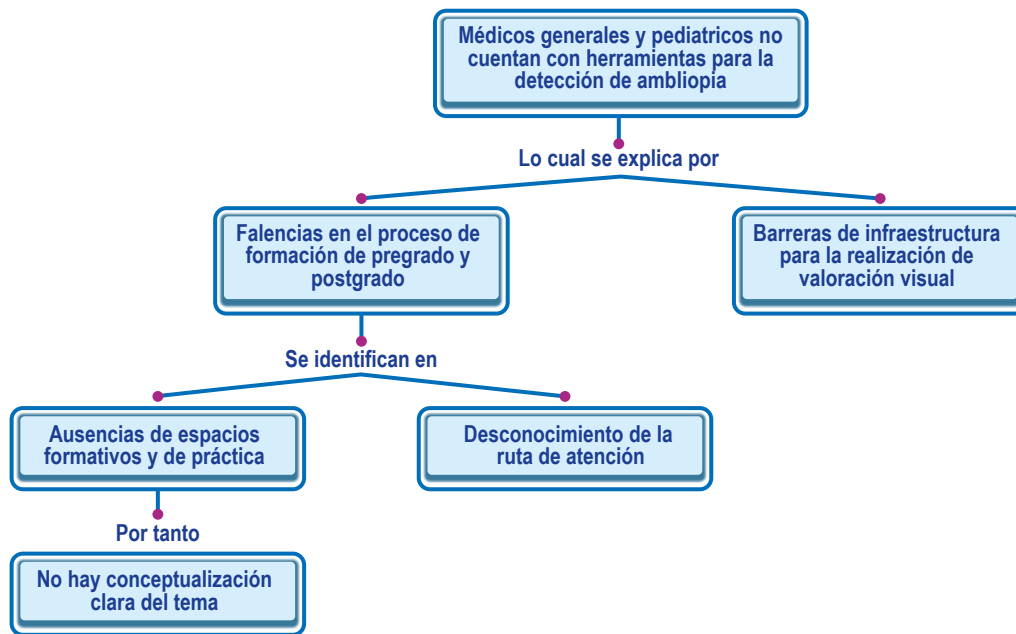 Médicos generales y pediatricos no
cuentan con herramientas para la
detección de ambliopía
Lo cual se explica por
Falencias en el proceso de
formación de pregrado y
postgrado
Barreras de infraestructura
para la realización de
valoración visual
Se identifican en
Ausencias de espacios
formativos y de práctica
Desconocimiento de la
ruta de atención
Por tanto
No hay conceptualización
clara del tema